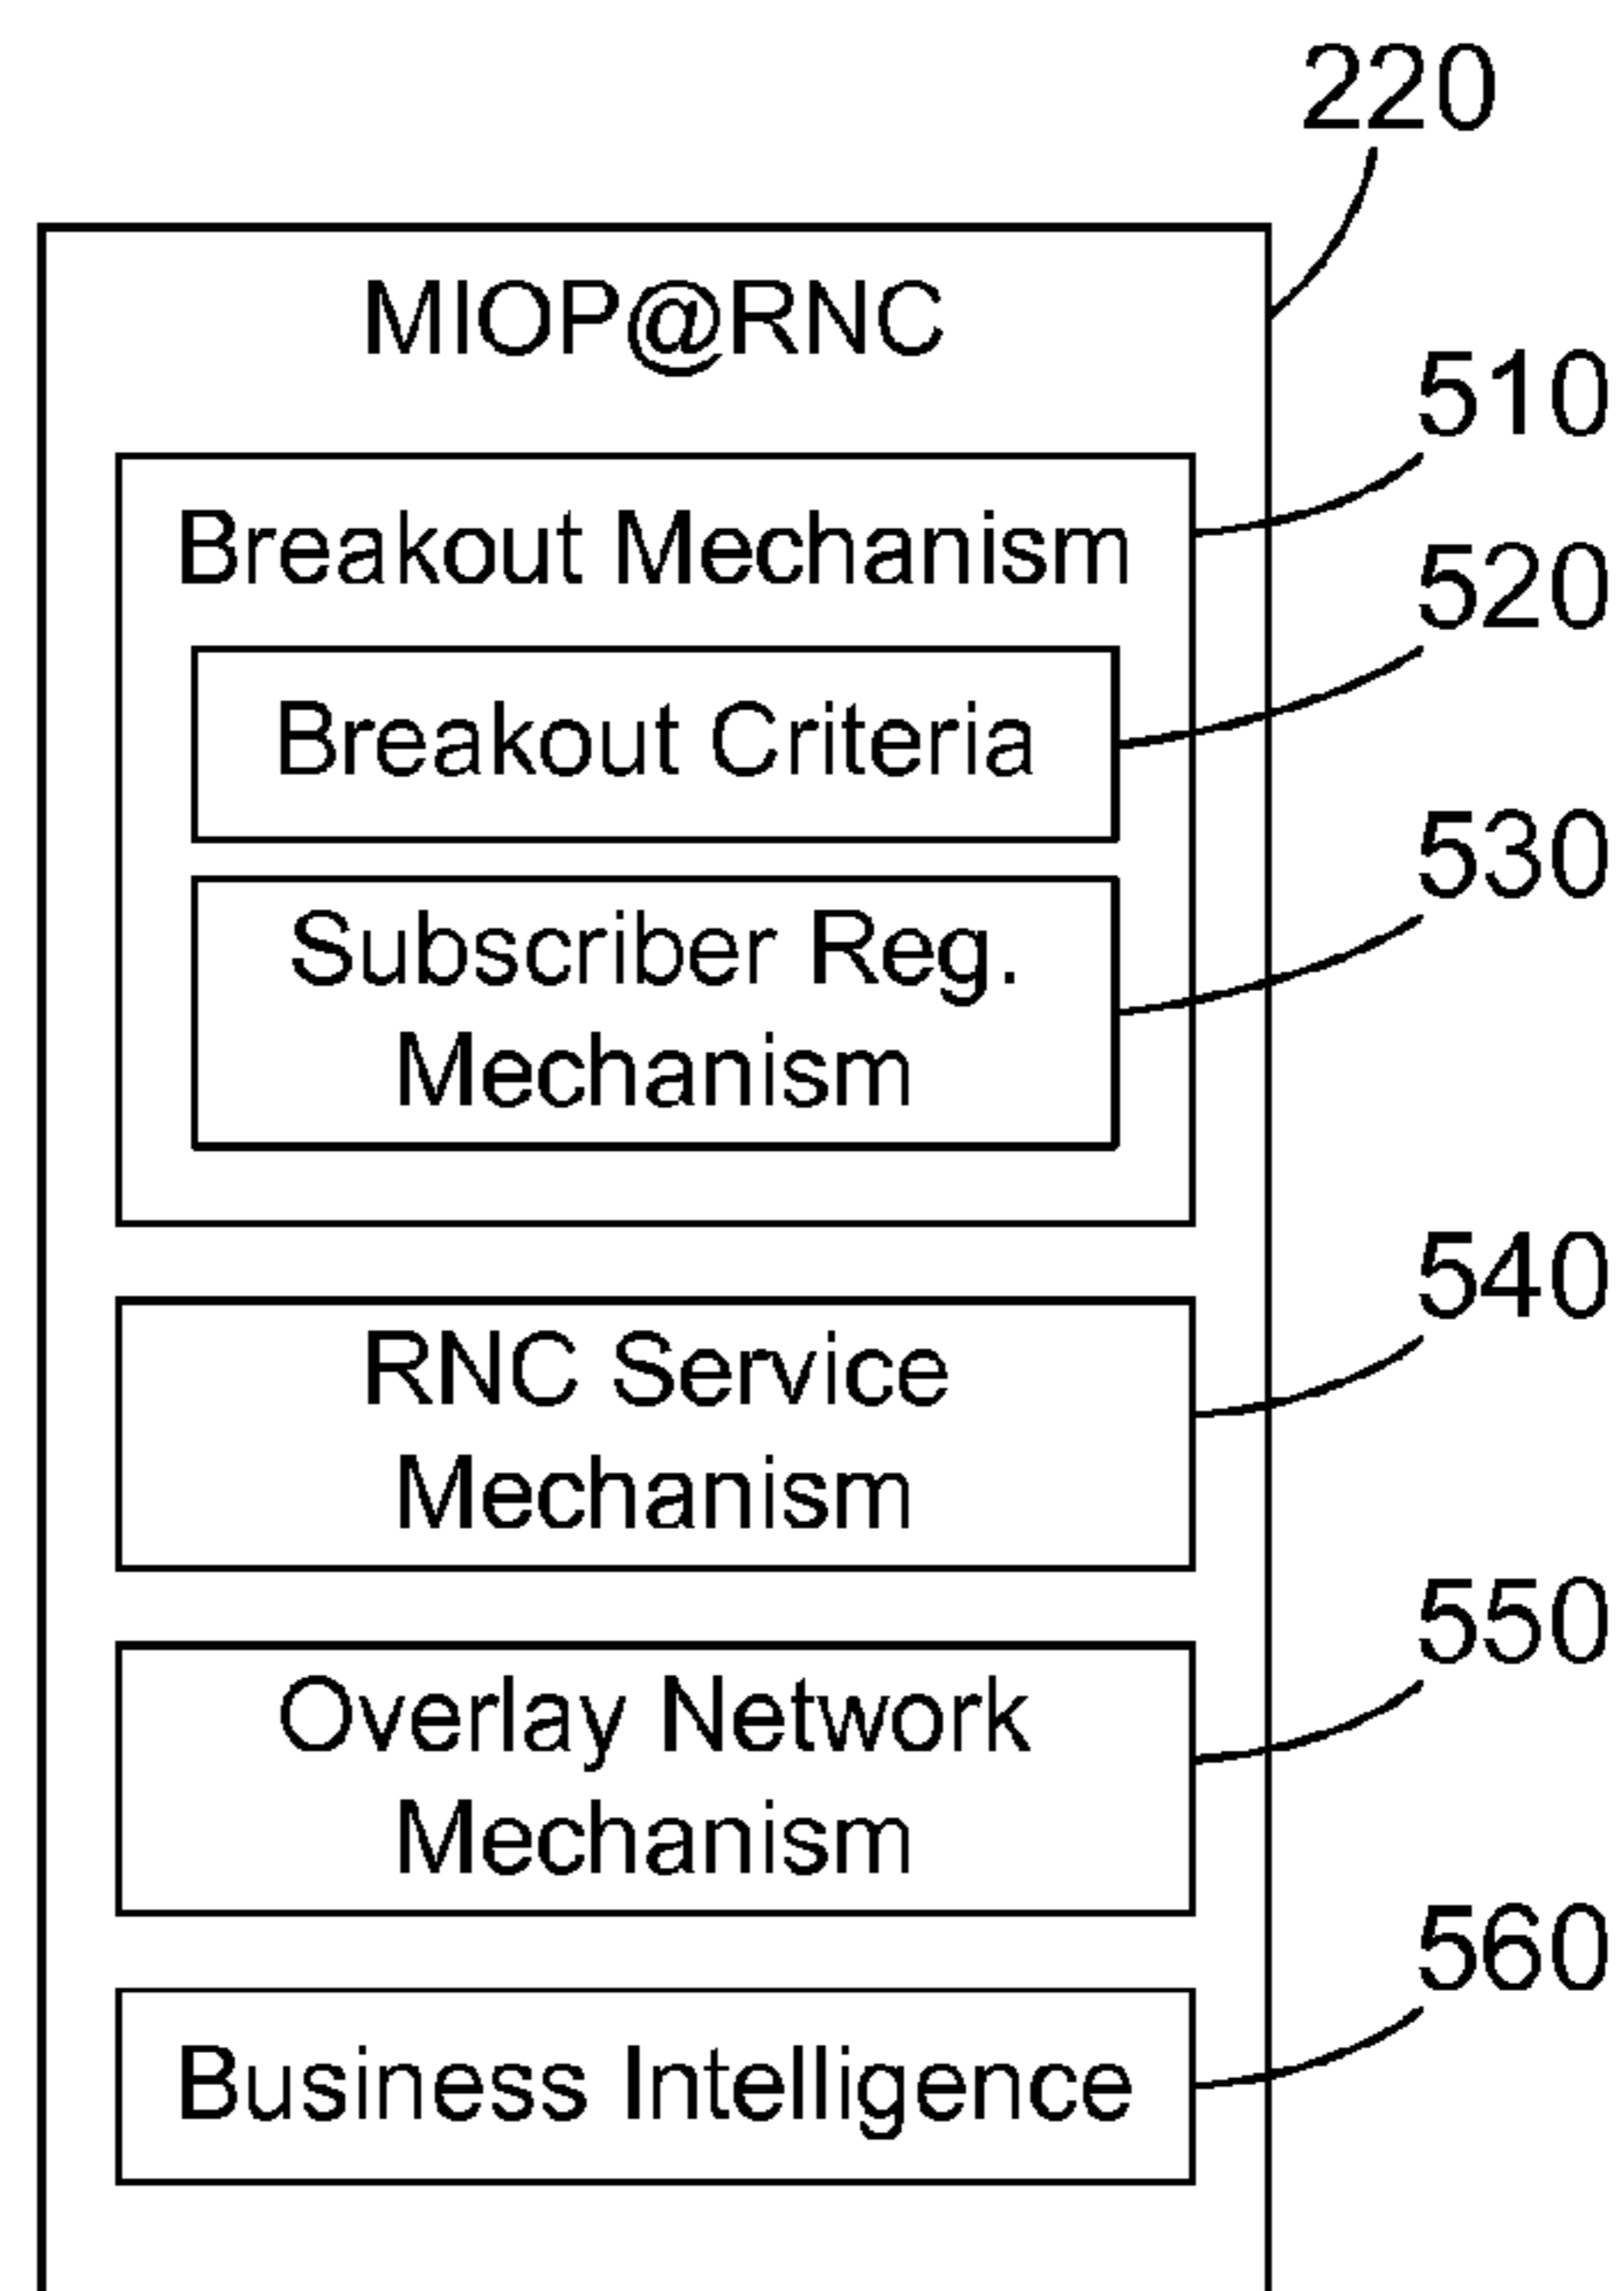 220
MIOP@RNC
510
Breakout Mechanism
520
Breakout Criteria
530
Subscriber Reg.
Mechanism
540
RNC Service
Mechanism
550
Overlay Network
Mechanism
560
Business Intelligence